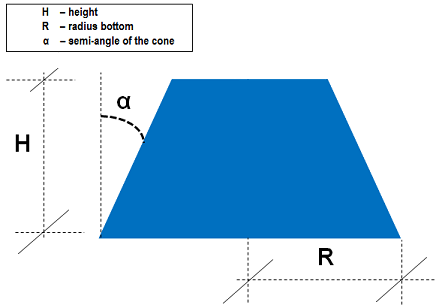 H – height
R – radius bottom
α – semi-angle of the cone
α
H
R